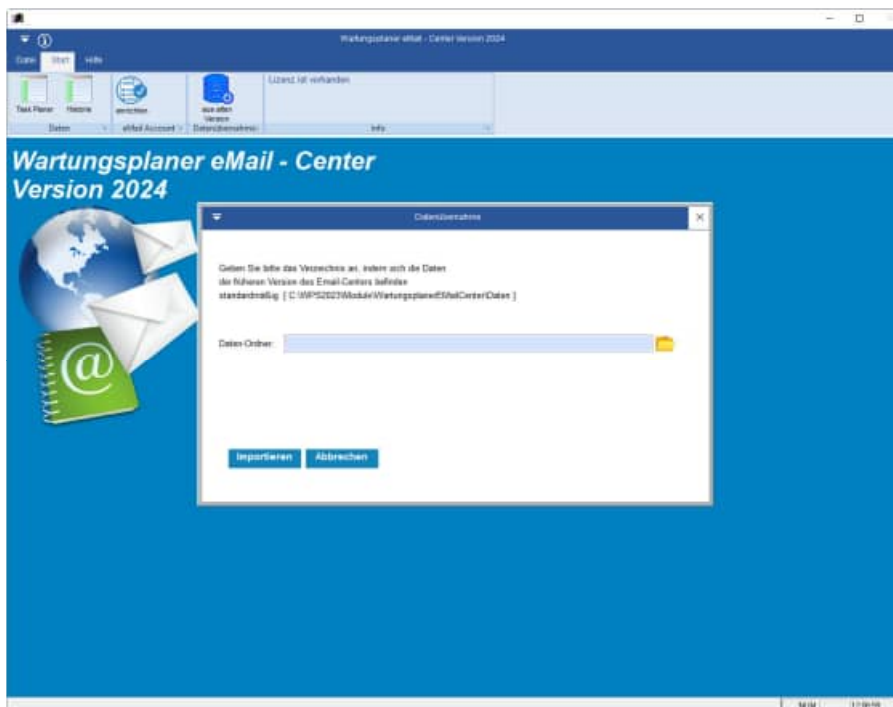 Wartungsplaner eMail - Center Version 2024
Datei Start Hilfe
Task Planer Historie einrichten aus alten
Version
Lizenz ist vorhanden
Daten eMail Account Datenübernahme Info
Wartungsplaner eMail - Center
Version 2024
Datenübernahme
Geben Sie bitte das Verzeichnis an, indem sich die Daten
der früheren Version des Email-Centers befinden
standardmäßig [ C:\WPS2023\Module\Wartungsplaner\EMailCenter\Daten ]
Daten-Ordner:
Importieren Abbrechen